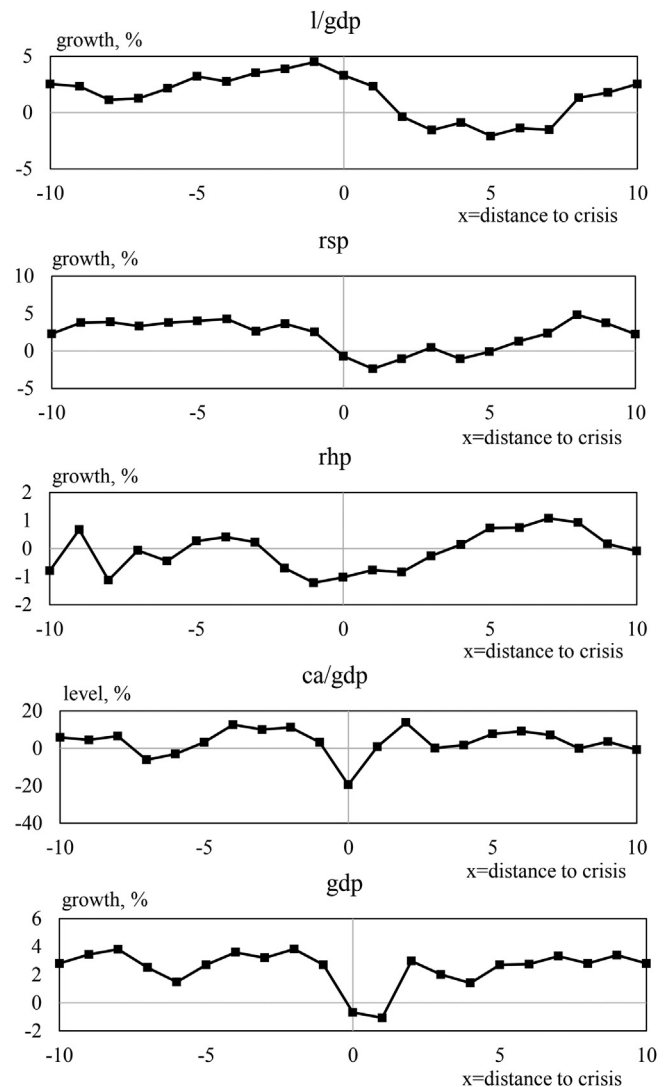 l/gdp
growth, %
5
0
-5
-10 -5 0 5 10
x=distance to crisis
rsp
growth, %
10
5
0
-5
-10 -5 0 5 10
x=distance to crisis
rhp
growth, %
2
1
0
-1
-2
-10 -5 0 5 10
x=distance to crisis
ca/gdp
level, %
20
0
-20
-40
-10 -5 0 5 10
x=distance to crisis
gdp
growth, %
6
4
2
0
-2
-10 -5 0 5 10
x=distance to crisis